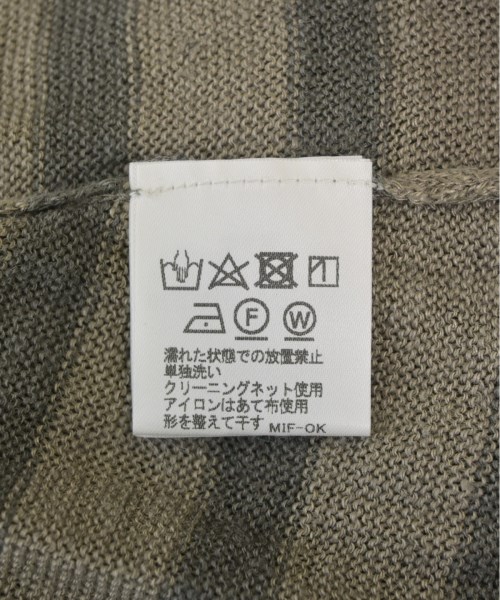 F W
濡れた状態での放置禁止
単独洗い
クリーニングネット使用
アイロンはあて布使用
形を整えて干す MIF-OK